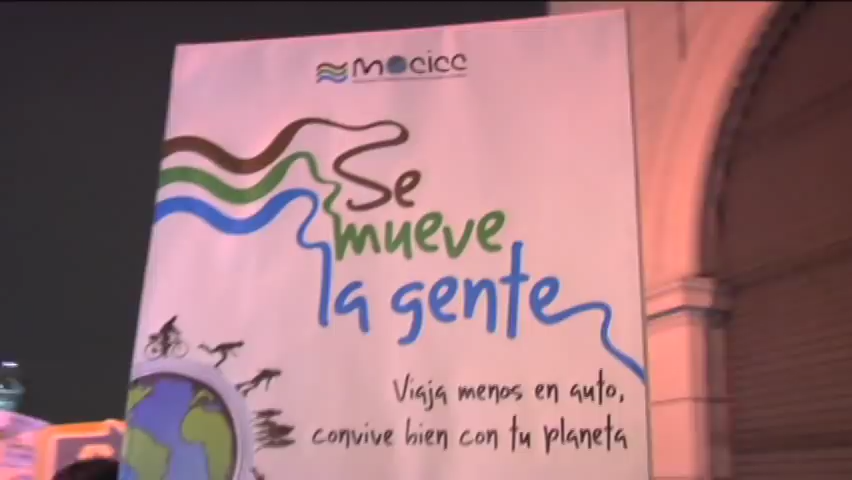 mocicc
Se
mueve
la gente
Viaja menos en auto,
convive bien con tu planeta